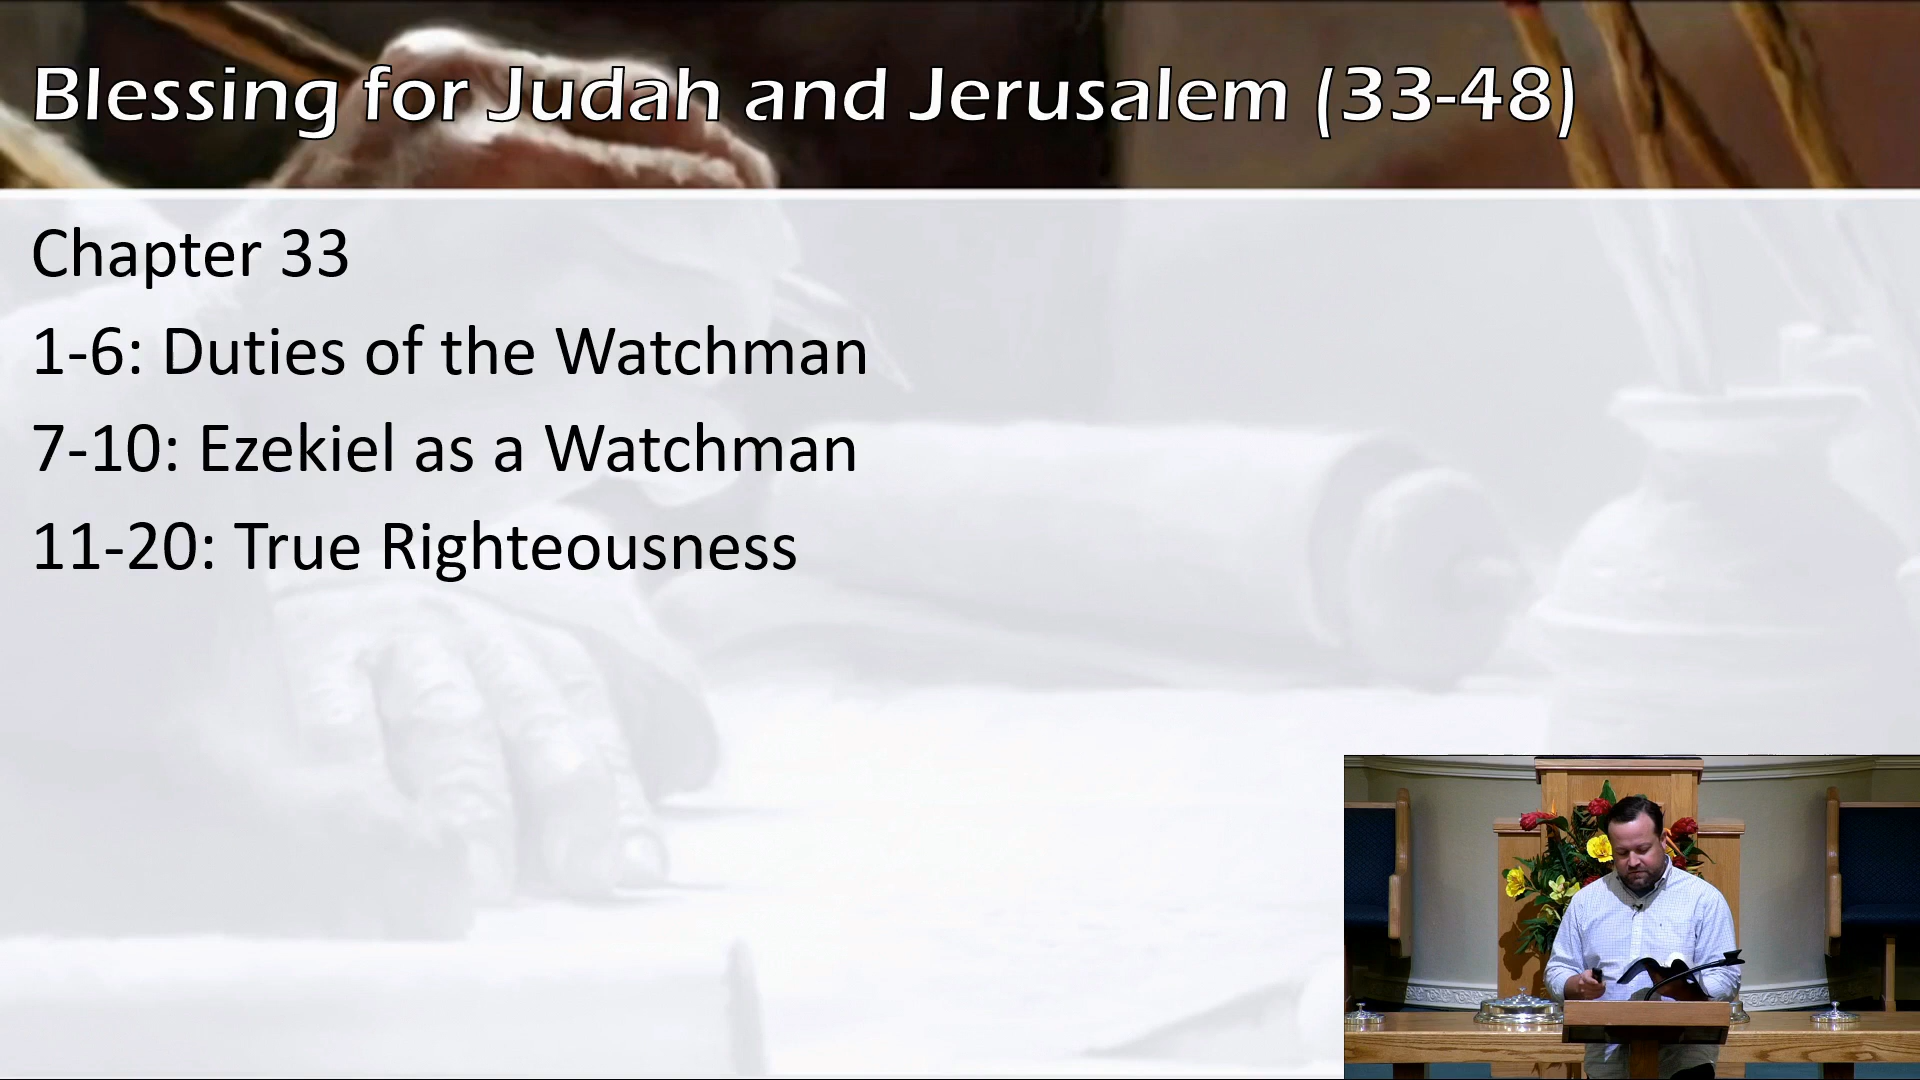 Blessing for Judah and Jerusalem (33-48)
Chapter 33
1-6: Duties of the Watchman
7-10: Ezekiel as a Watchman
11-20: True Righteousness